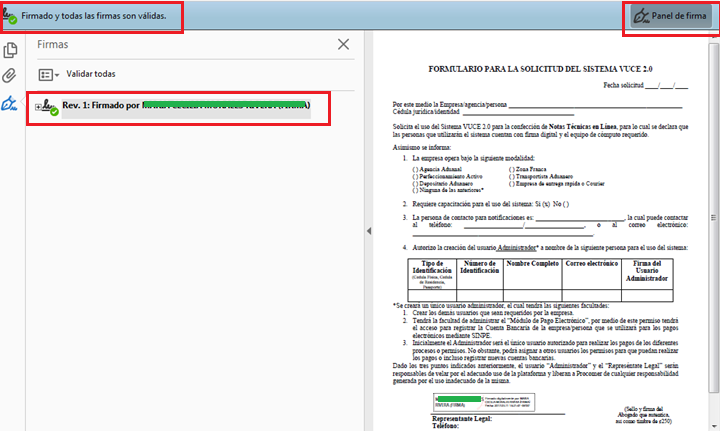 Firmado y todas las firmas son válidas.
Panel de firma
Firmas
Validar todas
Rev. 1: Firmado por
FORMULARIO PARA LA SOLICITUD DEL SISTEMA VUCE 2.0
Fecha solicitud ___/___/___
Por este medio la Empresa/agencia/persona
Cédula jurídica/identidad
Solicita el uso del Sistema VUCE 2.0 para la confección de Notas Técnicas en Línea, para lo cual se declara que
las personas que utilizarán el sistema cuentan con firma digital y el equipo de cómputo requerido.
Asimismo se informa:
1. La empresa opera bajo la siguiente modalidad:
( ) Agencia Aduanal ( ) Zona Franca
( ) Perfeccionamiento Activo ( ) Transportista Aduanero
( ) Depositario Aduanero ( ) Empresa de entrega rápida o Courier
( ) Ninguna de las anteriores*
2. Requiere capacitación para el uso del sistema: Si (x) No ( )
3. La persona de contacto para notificaciones es: ____________________, la cual puede contactar
al teléfono: ____________/____________, o al correo electrónico:
____________________.
4. Autorizo la creación del usuario Administrador* a nombre de la siguiente persona para el uso del sistema:
Tipo de Identificación (Cédula Física, Cédula de Residencia, Pasaporte) Número de Identificación Nombre Completo Correo electrónico Firma del Usuario Administrador
*Se creará un único usuario administrador, el cual tendrá las siguientes facultades:
1. Crear los demás usuarios que sean requeridos por la empresa.
2. Tendrá la facultad de administrar el "Módulo de Pago Electrónico", por medio de este permiso tendrá
el acceso para registrar la Cuenta Bancaria de la empresa/persona que se utilizará para los pagos
electrónicos mediante SINPE.
3. Inicialmente el Administrador será el único usuario autorizado para realizar los pagos de los diferentes
procesos o permisos. No obstante, podrá asignar a otros usuarios los permisos para que puedan realizar
los pagos o incluso registrar nuevas cuentas bancarias.
Dado los tres puntos indicados anteriormente, el usuario "Administrador" y el "Representante Legal" serán
responsables de velar por el adecuado uso de la plataforma y liberan a Procomer de cualquier responsabilidad
generada por el uso inadecuado de la misma.
RIVERA (FIRMA)
Representante Legal:
Teléfono:
(Sello y firma del
Abogado que autentica,
así como timbre de ¢250)